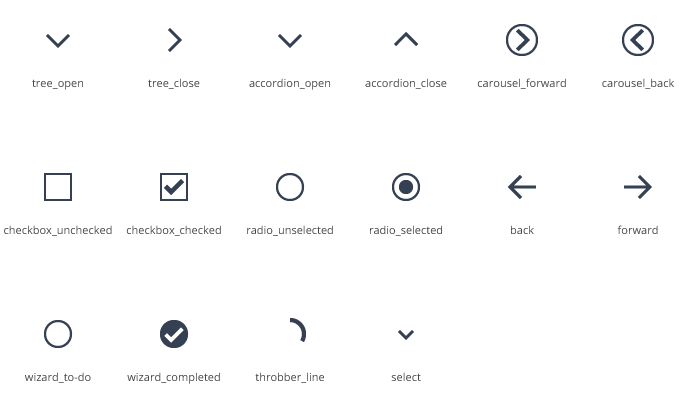 tree_open
tree_close
accordion_open
accordion_close
carousel_forward
carousel_back
checkbox_unchecked
checkbox_checked
radio_unselected
radio_selected
back
forward
wizard_to-do
wizard_completed
throbber_line
select